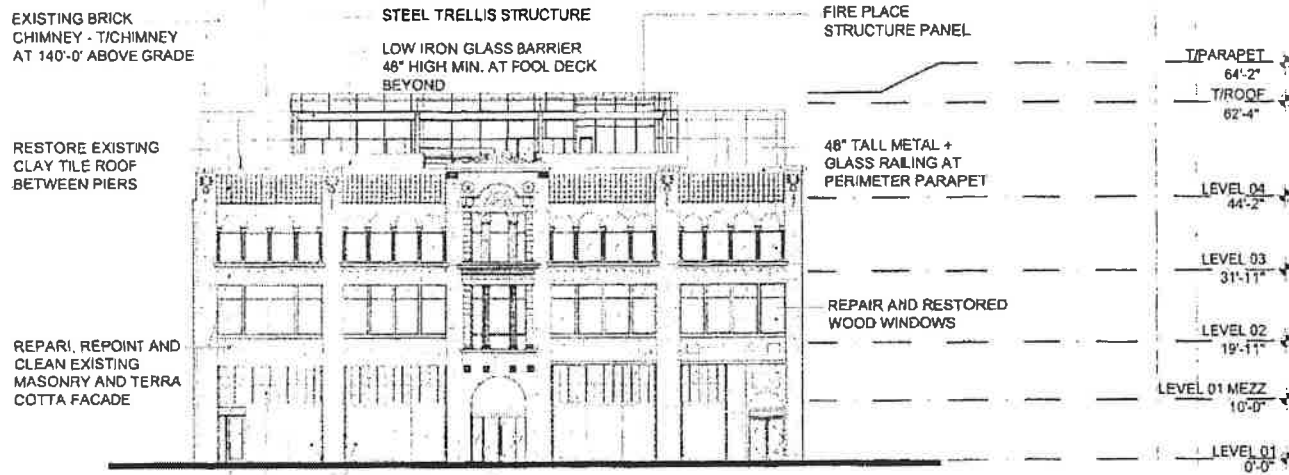 EXISTING BRICK
CHIMNEY - T/CHIMNEY
AT 140'-0' ABOVE GRADE
STEEL TRELLIS STRUCTURE
LOW IRON GLASS BARRIER
48" HIGH MIN. AT POOL DECK
BEYOND
FIRE PLACE
STRUCTURE PANEL
T/PARAPET
64'-2"
T/ROOF
62'-4"
RESTORE EXISTING
CLAY TILE ROOF
BETWEEN PIERS
48" TALL METAL +
GLASS RAILING AT
PERIMETER PARAPET
LEVEL 04
44'-2"
LEVEL 03
31'-11"
REPAIR AND RESTORED
WOOD WINDOWS
LEVEL 02
19'-11"
REPARI, REPOINT AND
CLEAN EXISTING
MASONRY AND TERRA
COTTA FACADE
LEVEL 01 MEZZ
10'-0"
LEVEL 01
0'-0"